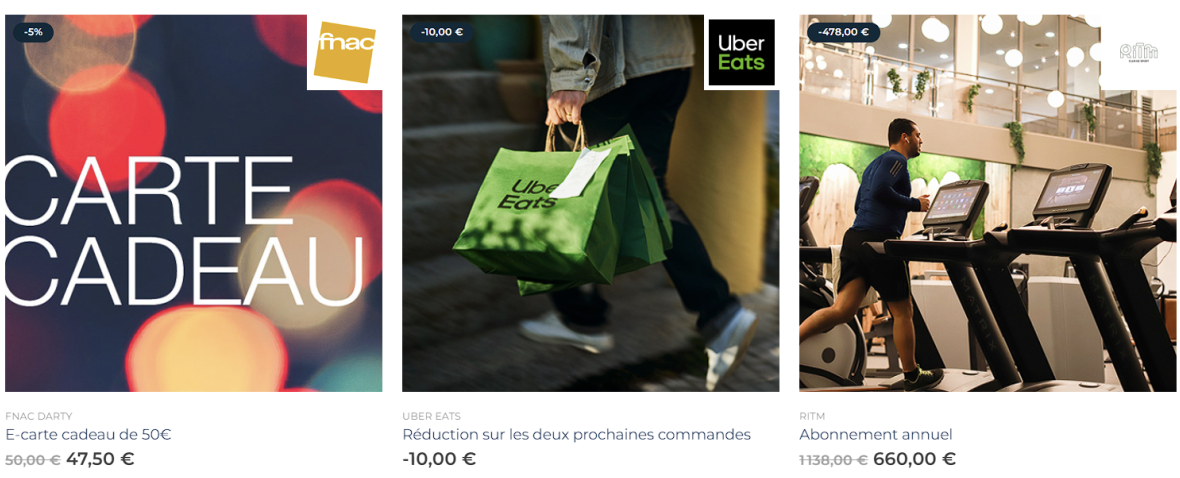 -5%
fnac
CARTE
CADEAU
FNAC DARTY
E-carte cadeau de 50€
50,00 € 47,50 €
-10,00 €
Uber
Eats
Uber
Eats
UBER EATS
Réduction sur les deux prochaines commandes
-10,00 €
-478,00 €
RITM
RITM
Abonnement annuel
1 138,00 € 660,00 €